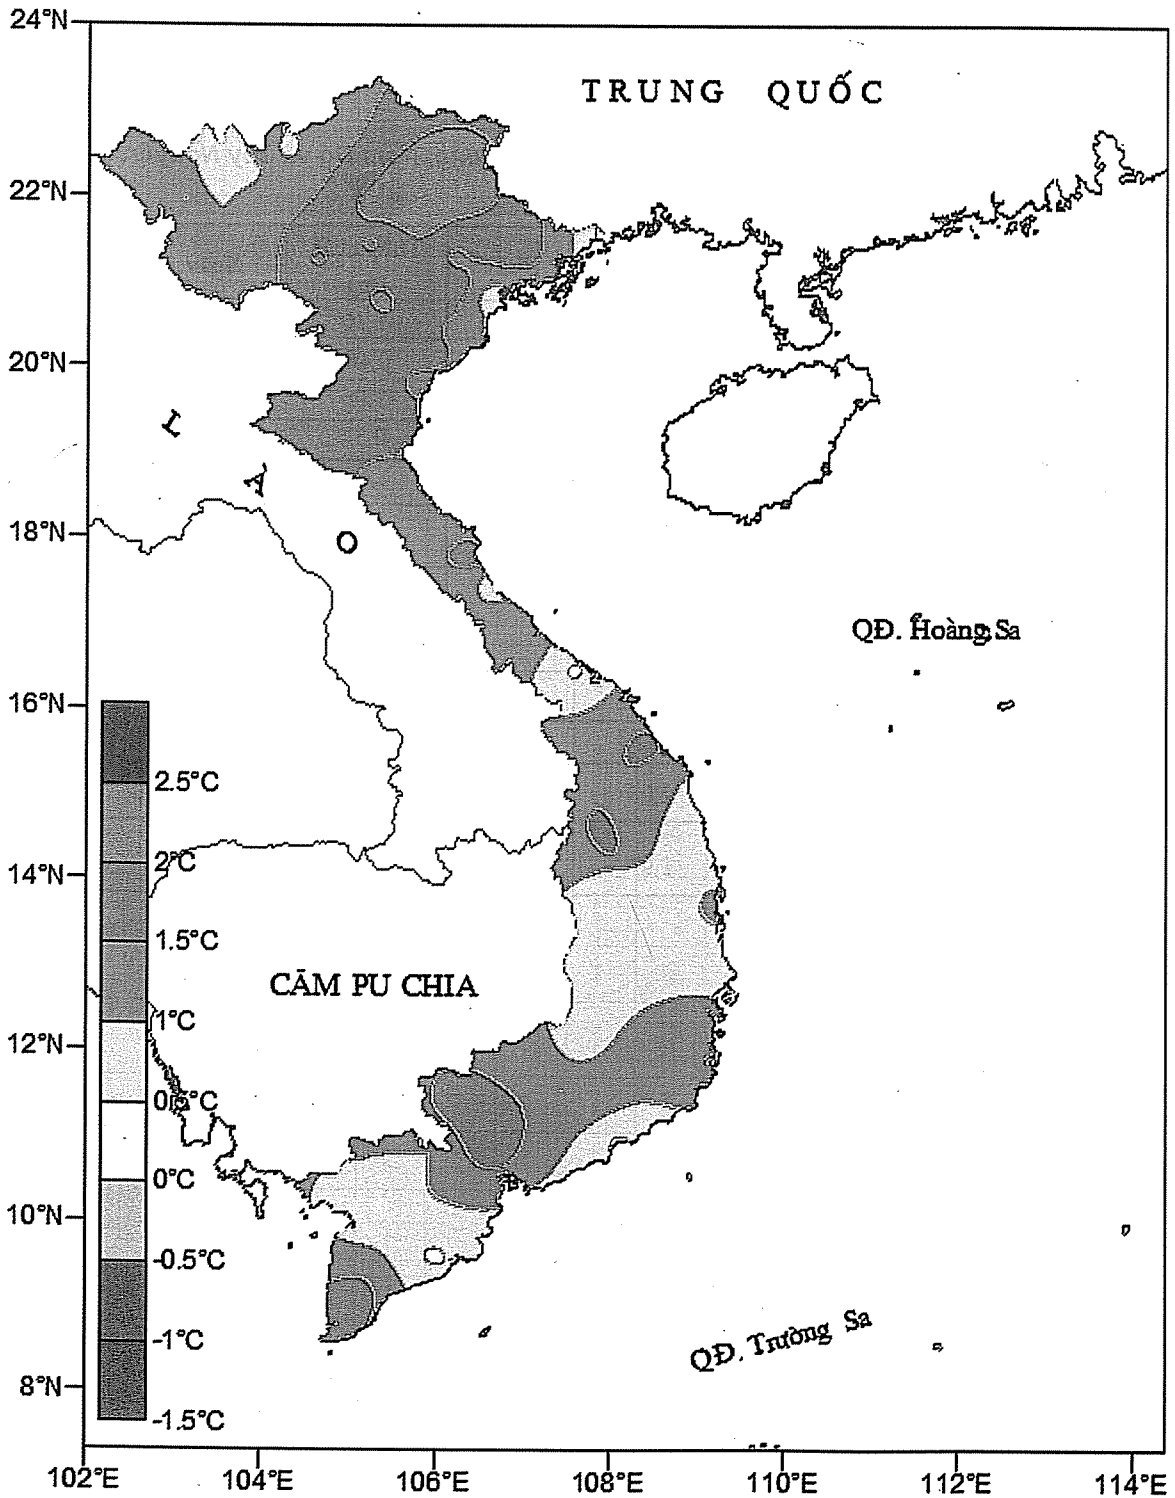 24°N
TRUNG QUỐC
22°N
20°N
L
A
O
18°N
QĐ. Hoàng Sa
16°N
2.5°C
2°C
14°N
1.5°C
CĂM PU CHIA
1°C
12°N
0.5°C
0°C
10°N
-0.5°C
QĐ. Trường Sa
-1°C
8°N
-1.5°C
102°E 104°E 106°E 108°E 110°E 112°E 114°E